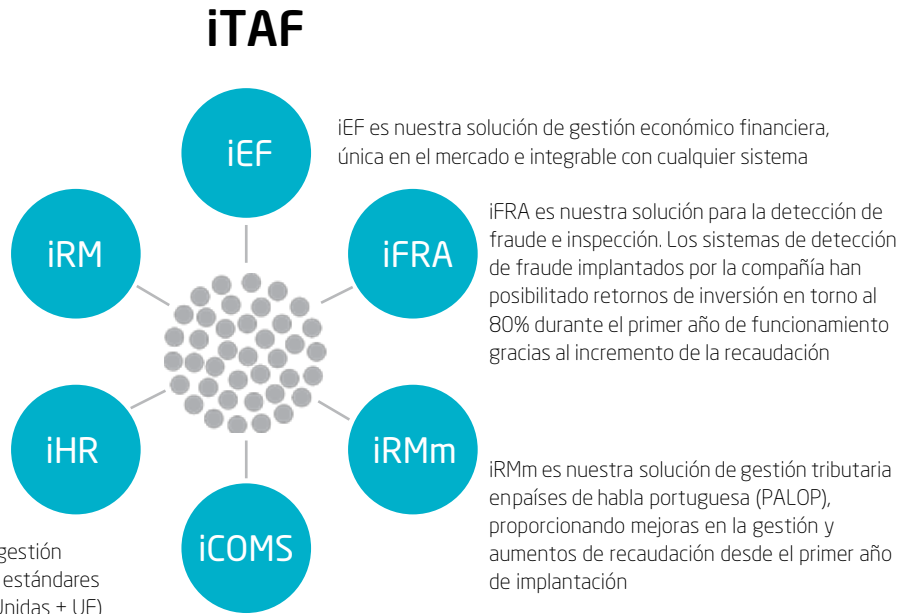 iTAF
iEF
iEF es nuestra solución de gestión económico financiera,
única en el mercado e integrable con cualquier sistema
iRM
iFRA
iFRA es nuestra solución para la detección de
fraude e inspección. Los sistemas de detección
de fraude implantados por la compañía han
posibilitado retornos de inversión en torno al
80% durante el primer año de funcionamiento
gracias al incremento de la recaudación
iHR
iRMm
iRMm es nuestra solución de gestión tributaria
enpaíses de habla portuguesa (PALOP),
proporcionando mejoras en la gestión y
aumentos de recaudación desde el primer año
de implantación
iCOMS
gestión
estándares
Unidas + UE)